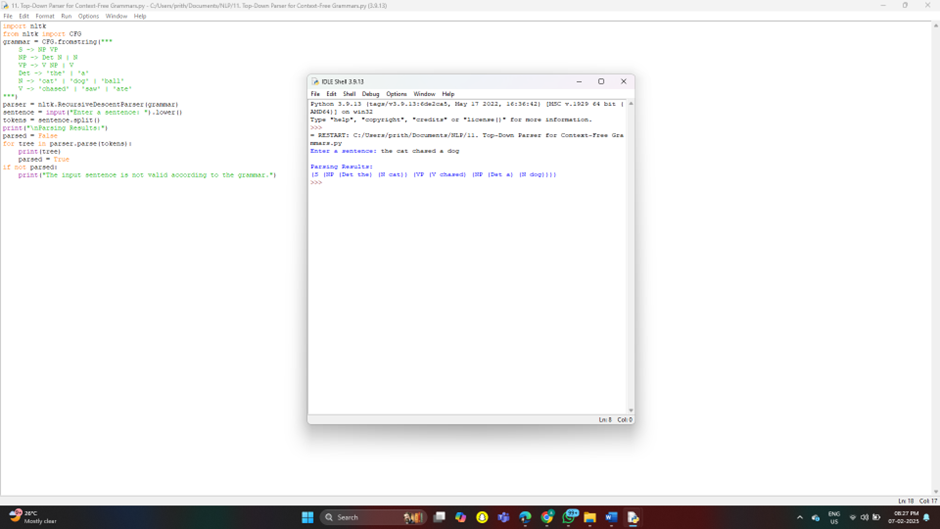 11. Top-Down Parser for Context-Free Grammars.py - C:/Users/prith/Documents/NLP/11. Top-Down Parser for Context-Free Grammars.py (3.9.13)
File Edit Format Run Options Window Help
import nltk
from nltk import CFG
grammar = CFG.fromstring("""
    S -> NP VP
    NP -> Det N | N
    VP -> V NP | V
    Det -> 'the' | 'a'
    N -> 'cat' | 'dog' | 'ball'
    V -> 'chased' | 'saw' | 'ate'
""")
parser = nltk.RecursiveDescentParser(grammar)
sentence = input("Enter a sentence: ").lower()
tokens = sentence.split()
print("\nParsing Results:")
parsed = False
for tree in parser.parse(tokens):
    print(tree)
    parsed = True
if not parsed:
    print("The input sentence is not valid according to the grammar.")
IDLE Shell 3.9.13
File Edit Shell Debug Options Window Help
Python 3.9.13 (tags/v3.9.13:6de2ca5, May 17 2022, 16:36:42) [MSC v.1929 64 bit (
AMD64)] on win32
Type "help", "copyright", "credits" or "license()" for more information.
>>>
= RESTART: C:/Users/prith/Documents/NLP/11. Top-Down Parser for Context-Free Gra
mmars.py
Enter a sentence: the cat chased a dog
Parsing Results:
(S (NP (Det the) (N cat)) (VP (V chased) (NP (Det a) (N dog))))
>>>
Ln: 8 Col: 0
Ln: 18 Col: 17
26°C
Mostly clear
Search
99+
ENG
US
08:27 PM
07-02-2025